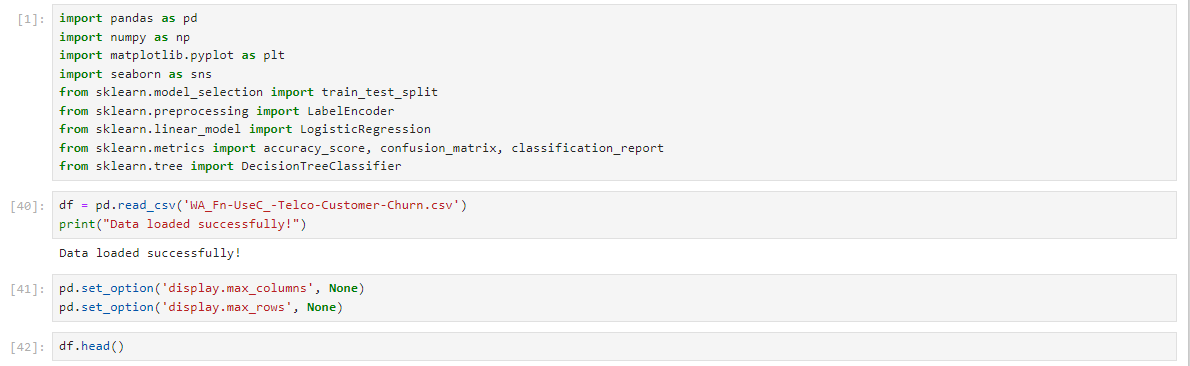 [1]: import pandas as pd
import numpy as np
import matplotlib.pyplot as plt
import seaborn as sns
from sklearn.model_selection import train_test_split
from sklearn.preprocessing import LabelEncoder
from sklearn.linear_model import LogisticRegression
from sklearn.metrics import accuracy_score, confusion_matrix, classification_report
from sklearn.tree import DecisionTreeClassifier
[40]: df = pd.read_csv('WA_Fn-UseC_-Telco-Customer-Churn.csv')
print("Data loaded successfully!")
Data loaded successfully!
[41]: pd.set_option('display.max_columns', None)
pd.set_option('display.max_rows', None)
[42]: df.head()